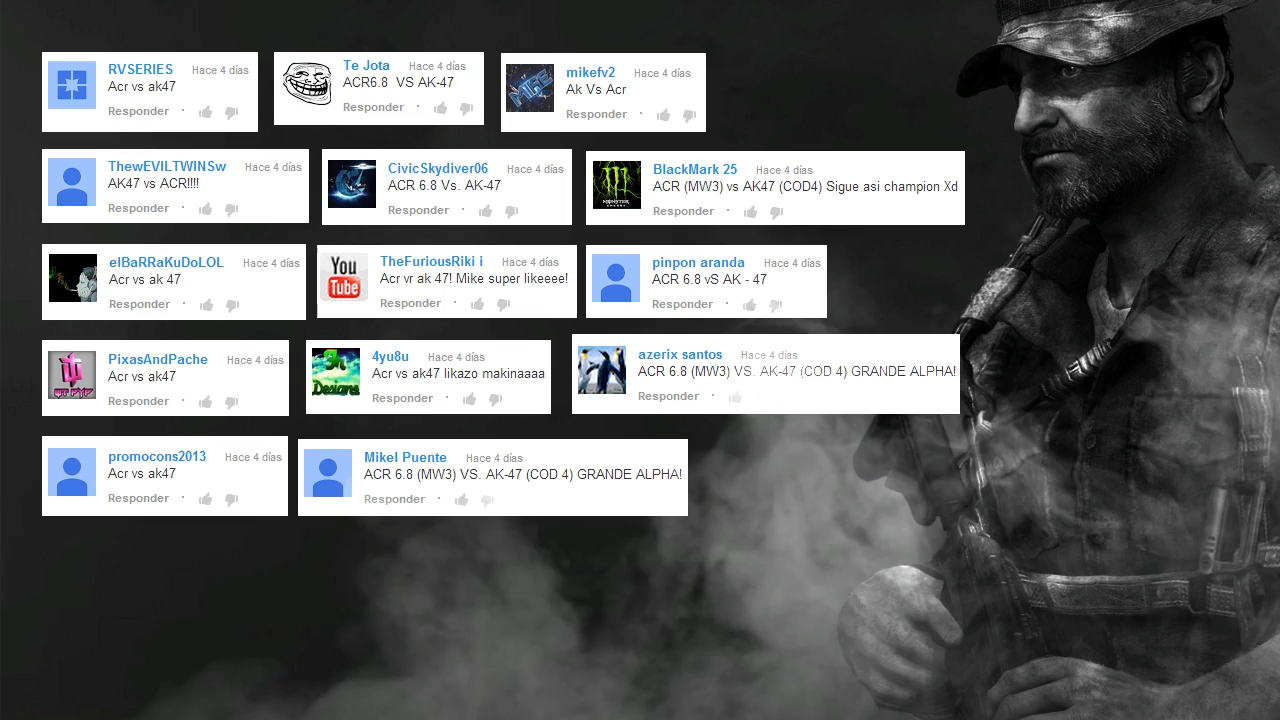 RVSERIES Hace 4 días
Acr vs ak47
Responder ·
Te Jota Hace 4 días
ACR6.8 VS AK-47
Responder ·
mikefv2 Hace 4 días
Ak Vs Acr
Responder ·
ThewEVILTWINSw Hace 4 días
AK47 vs ACR!!!!
Responder ·
CivicSkydiver06 Hace 4 días
ACR 6.8 Vs. AK-47
Responder ·
MONSTER
ENERGY
BlackMark 25 Hace 4 días
ACR (MW3) vs AK47 (COD4) Sigue asi champion Xd
Responder ·
elBaRRaKuDoLOL Hace 4 días
Acr vs ak 47
Responder ·
You
Tube
TheFuriousRiki i Hace 4 días
Acr vr ak 47! Mike super likeeee!
Responder ·
pinpon aranda Hace 4 días
ACR 6.8 vS AK - 47
Responder ·
PixasAndPache Hace 4 días
Acr vs ak47
Responder ·
Designs
4yu8u Hace 4 días
Acr vs ak47 likazo makinaaaa
Responder ·
azerix santos Hace 4 días
ACR 6.8 (MW3) VS. AK-47 (COD 4) GRANDE ALPHA!
Responder ·
promocons2013 Hace 4 días
Acr vs ak47
Responder ·
Mikel Puente Hace 4 días
ACR 6.8 (MW3) VS. AK-47 (COD 4) GRANDE ALPHA!
Responder ·